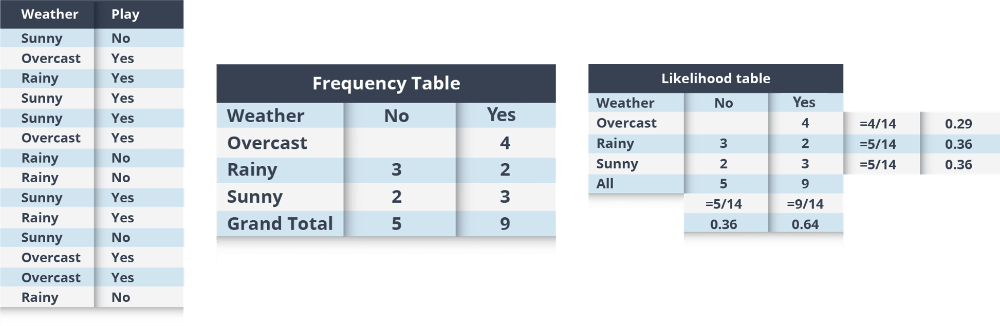 Weather Play
Sunny No
Overcast Yes
Rainy Yes
Sunny Yes
Sunny Yes
Overcast Yes
Rainy No
Rainy No
Sunny Yes
Rainy Yes
Sunny No
Overcast Yes
Overcast Yes
Rainy No
Frequency Table
Weather No Yes
Overcast 4
Rainy 3 2
Sunny 2 3
Grand Total 5 9
Likelihood table
Weather No Yes
Overcast 4 =4/14 0.29
Rainy 3 2 =5/14 0.36
Sunny 2 3 =5/14 0.36
All 5 9
=5/14 =9/14
0.36 0.64